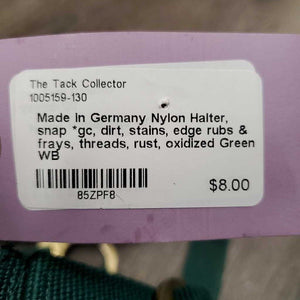 The Tack Collector
1005159-130
Made In Germany Nylon Halter,
snap *gc, dirt, stains, edge rubs &
frays, threads, rust, oxidized Green
WB
85ZPF8
$8.00